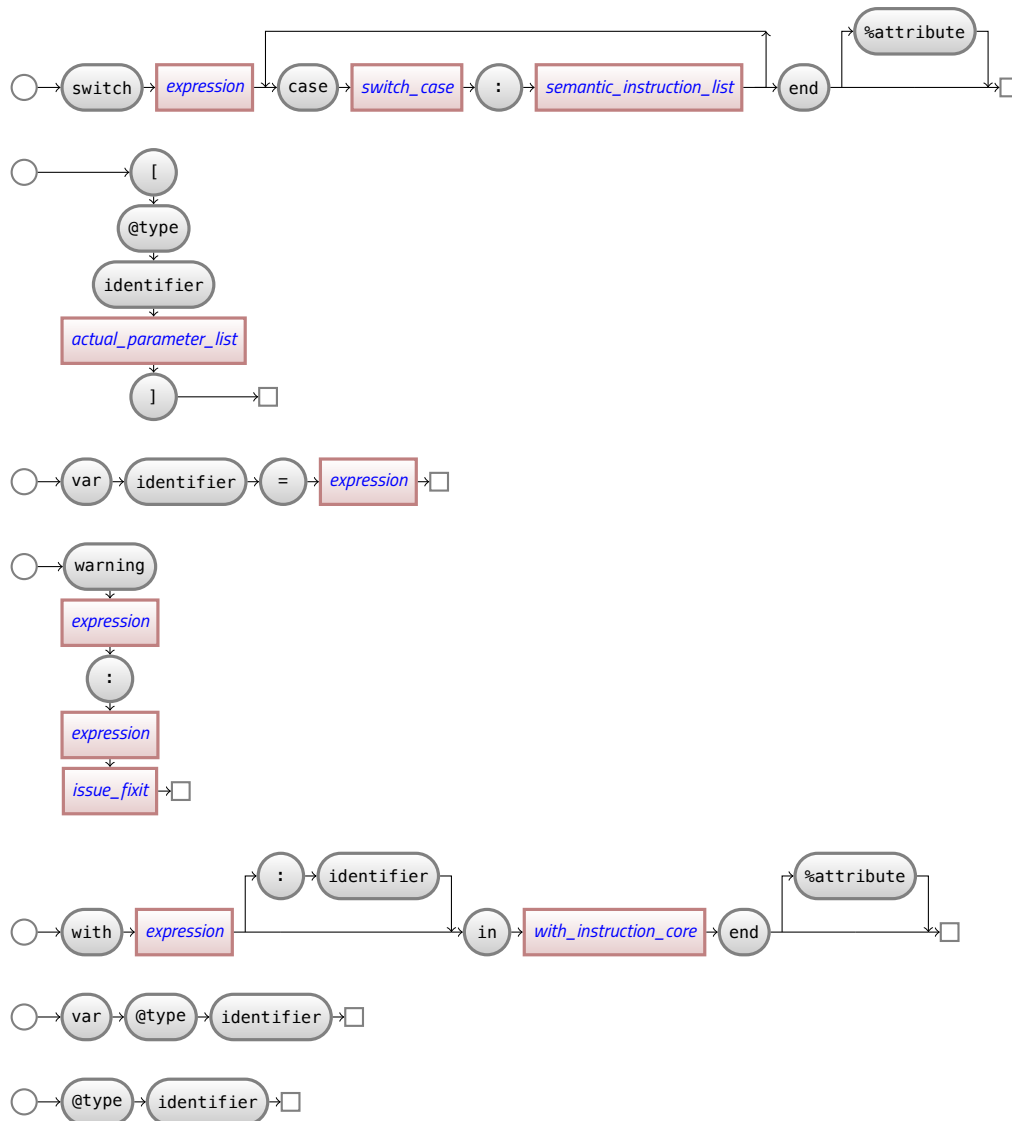 %attribute
switch expression case switch_case : semantic_instruction_list end
[
@type
identifier
actual_parameter_list
]
var identifier = expression
warning
expression
:
expression
issue_fixit
: identifier %attribute
with expression in with_instruction_core end
var @type identifier
@type identifier